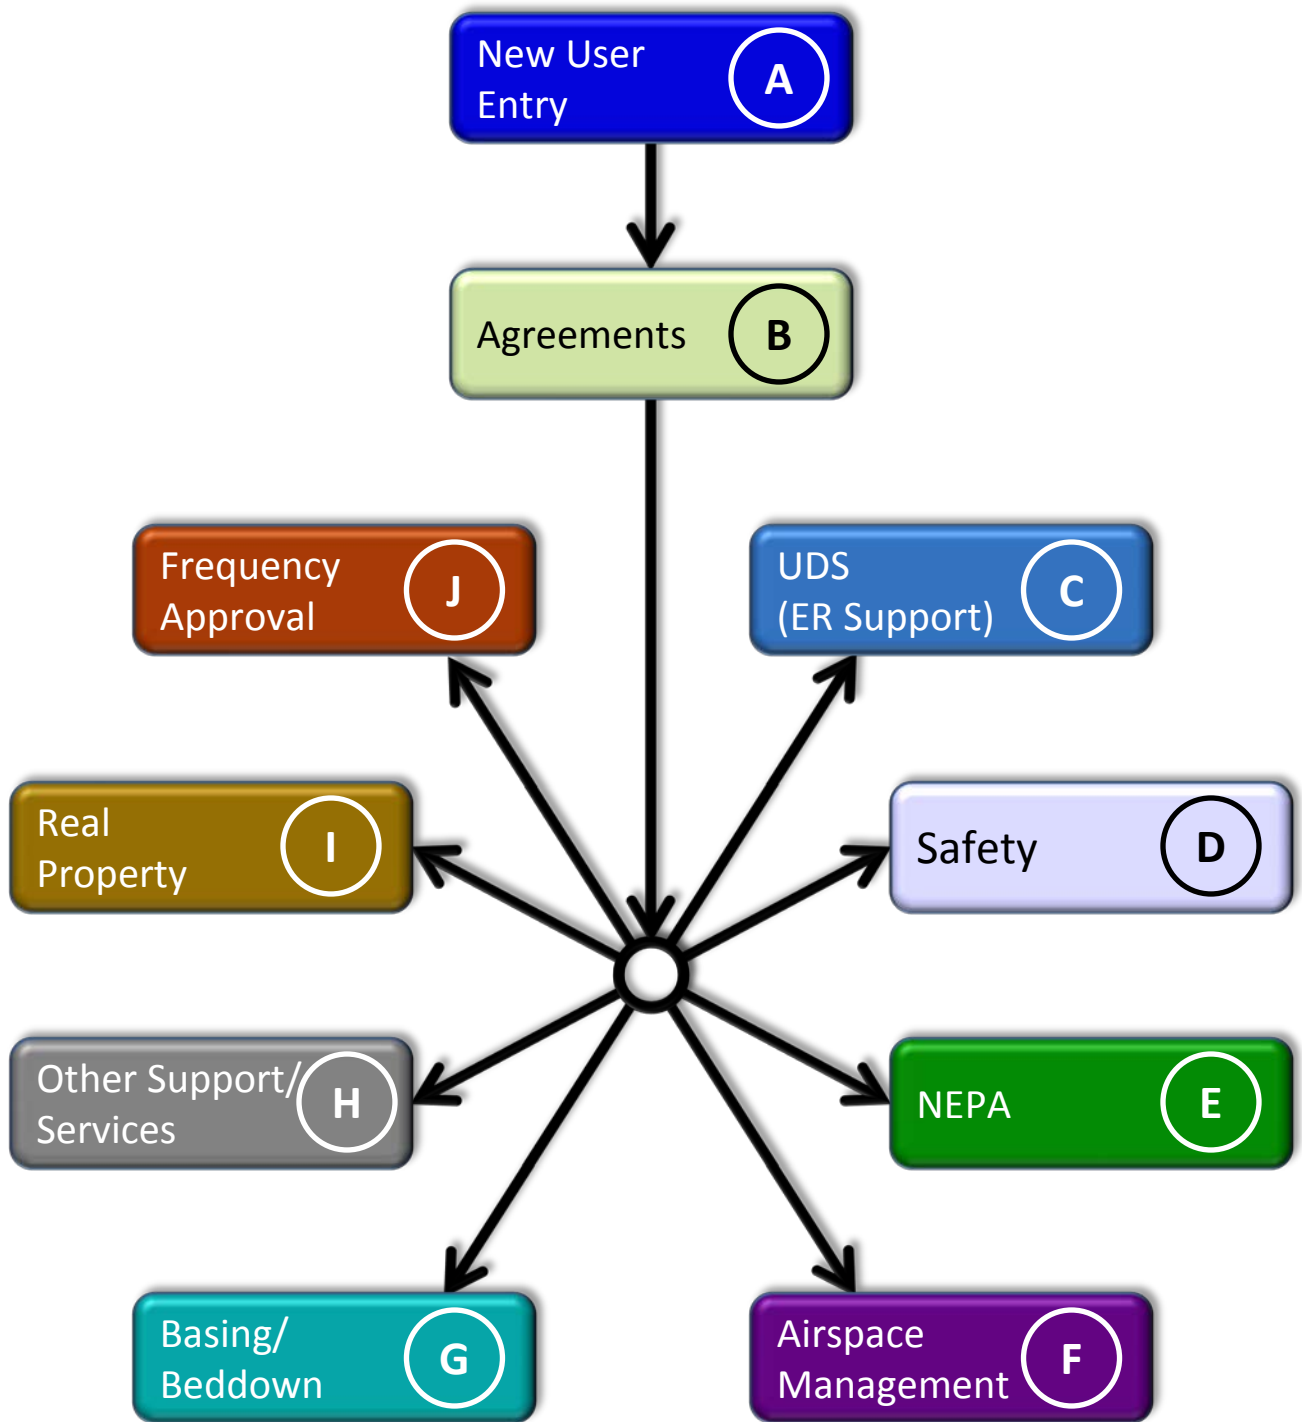 New User
Entry
A
Agreements
B
Frequency
Approval
J
UDS
(ER Support)
C
Real
Property
I
Safety
D
Other Support/
Services
H
NEPA
E
Basing/
Beddown
G
Airspace
Management
F